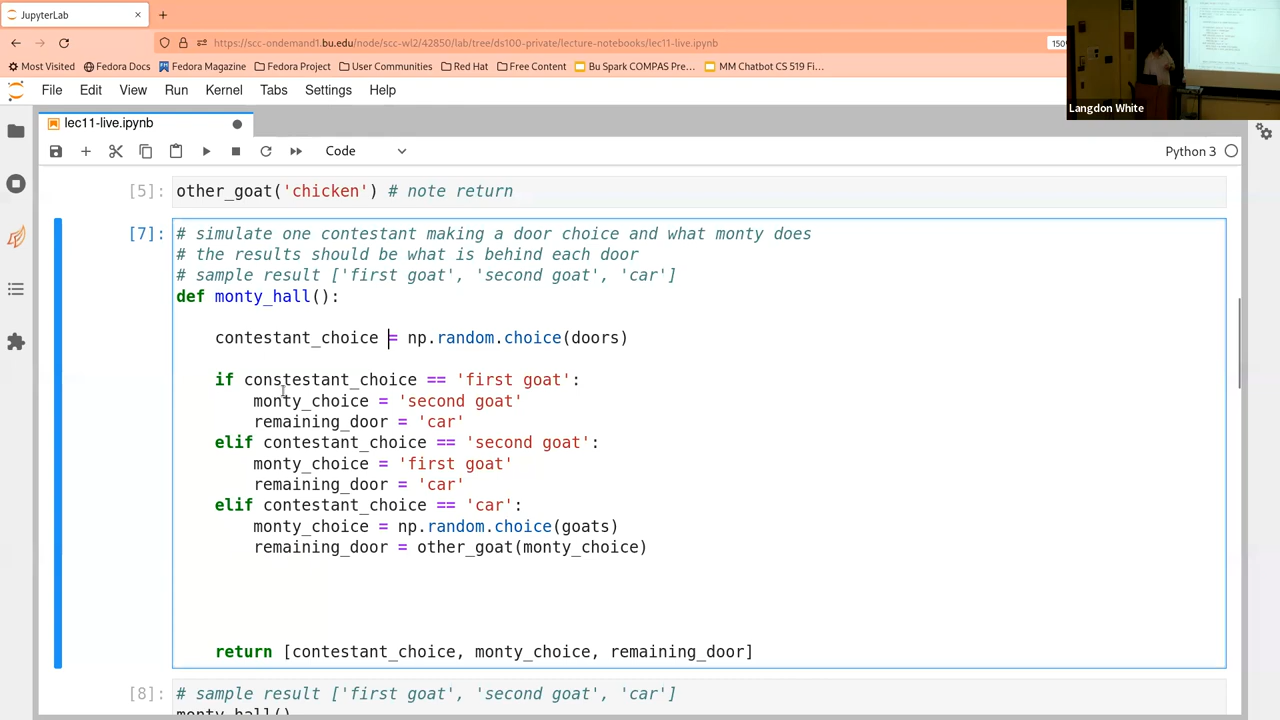 JupyterLab
https://scc-ondemand1.bu.edu/node/scc-wl2/42850/lab/tree/ds100_private/lecture-notebooks/lec11-live.ipynb
Most Visited
Fedora Docs
Fedora Magazine
Fedora Project
User Communities
Red Hat
Free Content
Bu Spark COMPAS Pre…
MM Chatbot CS 519 Fi…
Langdon White
File Edit View Run Kernel Tabs Settings Help
lec11-live.ipynb
Code
Python 3
[5]: other_goat('chicken') # note return
[7]: # simulate one contestant making a door choice and what monty does
# the results should be what is behind each door
# sample result ['first goat', 'second goat', 'car']
def monty_hall():
contestant_choice = np.random.choice(doors)
if constestant_choice == 'first goat':
monty_choice = 'second goat'
remaining_door = 'car'
elif contestant_choice == 'second goat':
monty_choice = 'first goat'
remaining_door = 'car'
elif contestant_choice == 'car':
monty_choice = np.random.choice(goats)
remaining_door = other_goat(monty_choice)
return [contestant_choice, monty_choice, remaining_door]
[8]: # sample result ['first goat', 'second goat', 'car']
monty_hall()